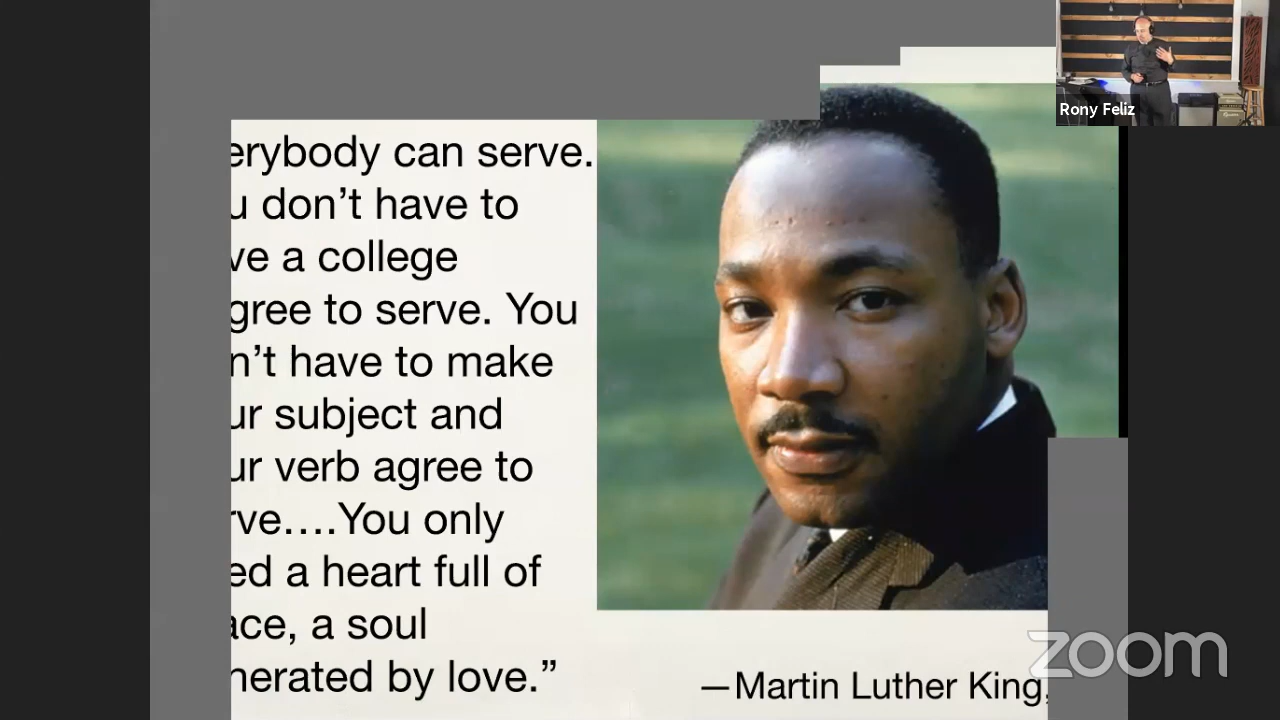 erybody can serve.
u don’t have to
ve a college
gree to serve. You
n’t have to make
ur subject and
ur verb agree to
rve….You only
ed a heart full of
ace, a soul
nerated by love.”
—Martin Luther King,
Rony Feliz
zoom